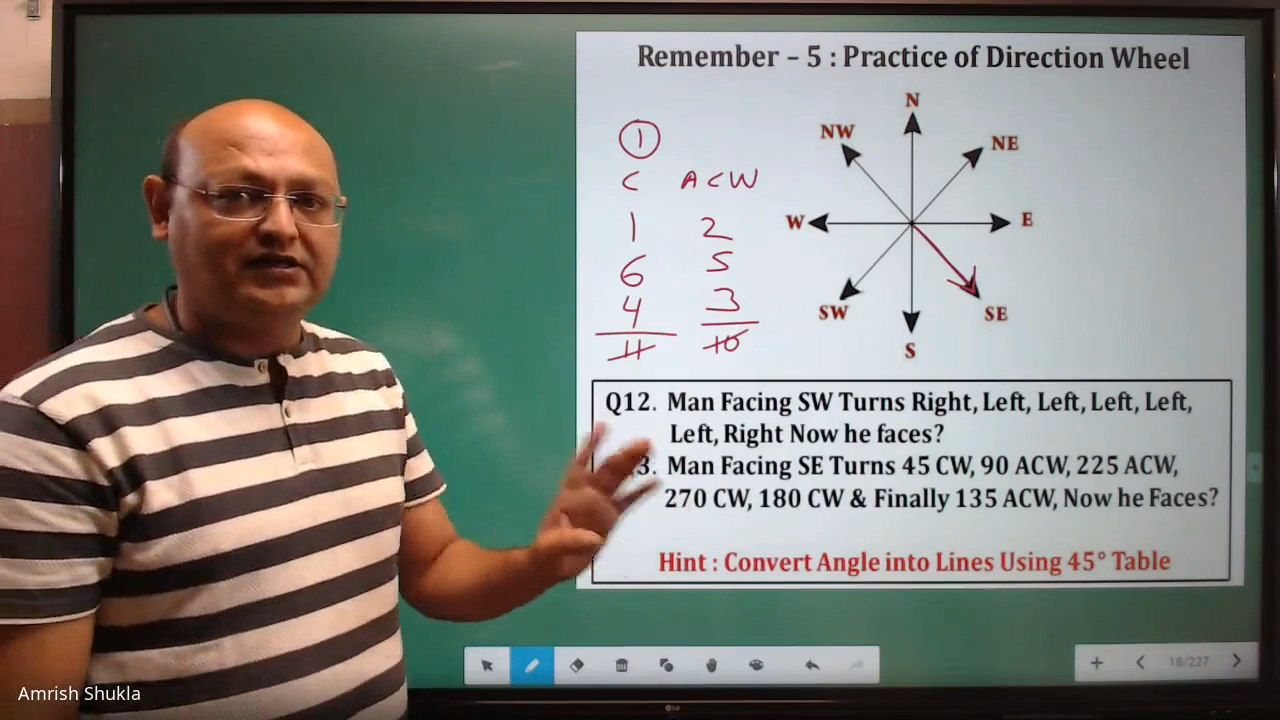 Remember – 5 : Practice of Direction Wheel
1
C ACW
1 2
6 5
4 3
11 10
N
NW NE
W E
SW SE
S
Q12. Man Facing SW Turns Right, Left, Left, Left, Left,
Left, Right Now he faces?
3. Man Facing SE Turns 45 CW, 90 ACW, 225 ACW,
270 CW, 180 CW & Finally 135 ACW, Now he Faces?
Hint : Convert Angle into Lines Using 45° Table
18/227
Amrish Shukla
LG